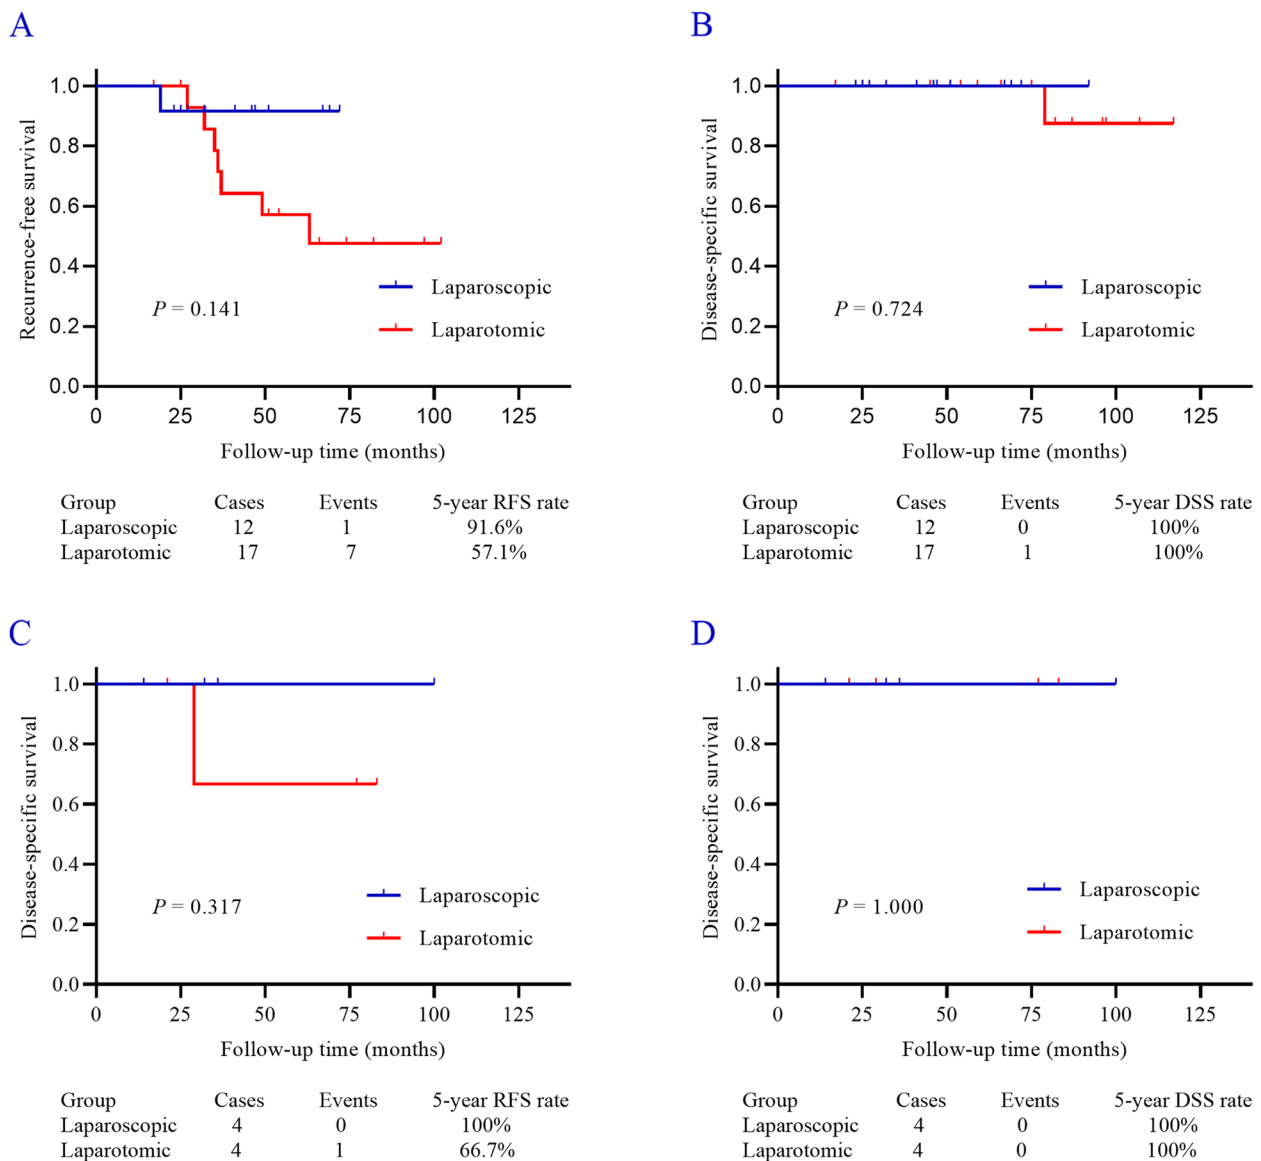 A
Recurrence-free survival
1.0
0.8
0.6
0.4
0.2
0.0
P = 0.141
Laparoscopic
Laparotomic
0 25 50 75 100 125
Follow-up time (months)
Group Cases Events 5-year RFS rate
Laparoscopic 12 1 91.6%
Laparotomic 17 7 57.1%
B
Disease-specific survival
1.0
0.8
0.6
0.4
0.2
0.0
P = 0.724
Laparoscopic
Laparotomic
0 25 50 75 100 125
Follow-up time (months)
Group Cases Events 5-year DSS rate
Laparoscopic 12 0 100%
Laparotomic 17 1 100%
C
Disease-specific survival
1.0
0.8
0.6
0.4
0.2
0.0
P = 0.317
Laparoscopic
Laparotomic
0 25 50 75 100 125
Follow-up time (months)
Group Cases Events 5-year RFS rate
Laparoscopic 4 0 100%
Laparotomic 4 1 66.7%
D
Disease-specific survival
1.0
0.8
0.6
0.4
0.2
0.0
P = 1.000
Laparoscopic
Laparotomic
0 25 50 75 100 125
Follow-up time (months)
Group Cases Events 5-year DSS rate
Laparoscopic 4 0 100%
Laparotomic 4 0 100%